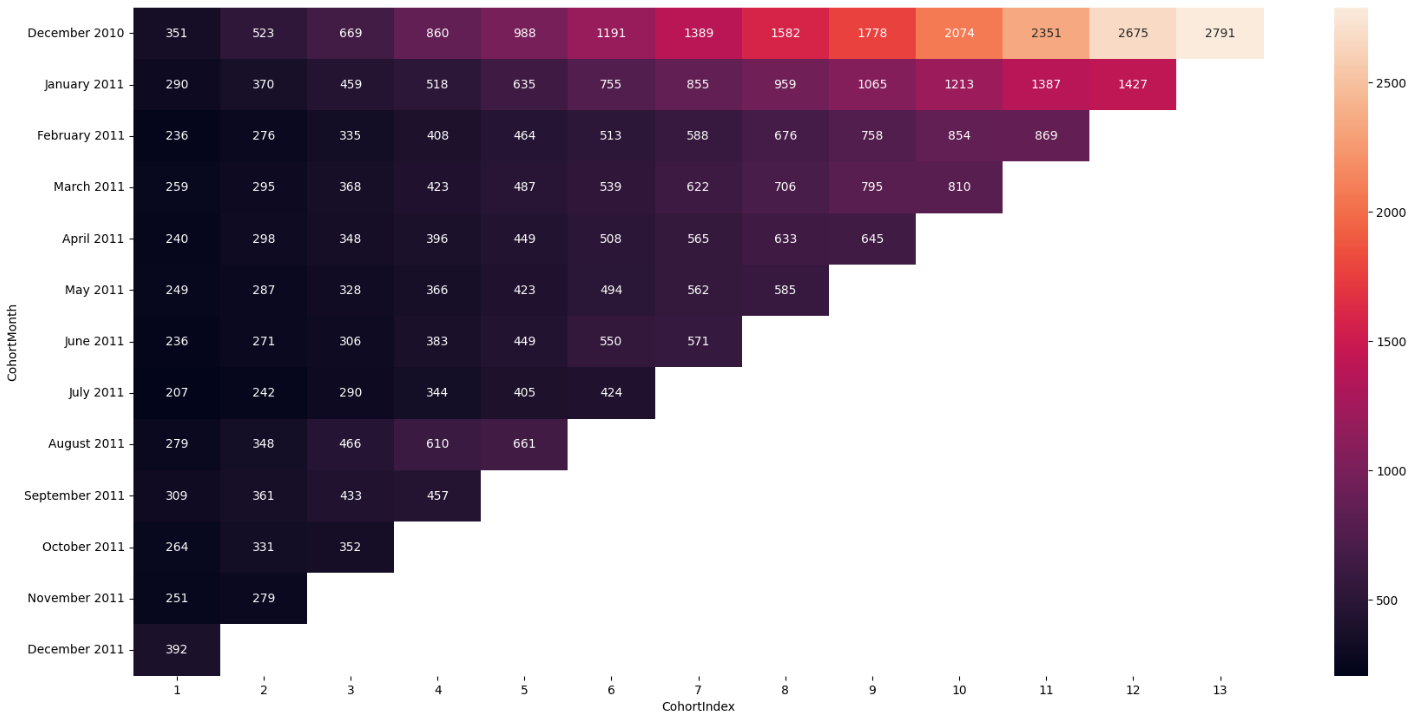 December 2010 351 523 669 860 988 1191 1389 1582 1778 2074 2351 2675 2791
January 2011 290 370 459 518 635 755 855 959 1065 1213 1387 1427
February 2011 236 276 335 408 464 513 588 676 758 854 869
March 2011 259 295 368 423 487 539 622 706 795 810
April 2011 240 298 348 396 449 508 565 633 645
May 2011 249 287 328 366 423 494 562 585
June 2011 236 271 306 383 449 550 571
July 2011 207 242 290 344 405 424
August 2011 279 348 466 610 661
September 2011 309 361 433 457
October 2011 264 331 352
November 2011 251 279
December 2011 392
1 2 3 4 5 6 7 8 9 10 11 12 13
CohortIndex
CohortMonth
2500
2000
1500
1000
500